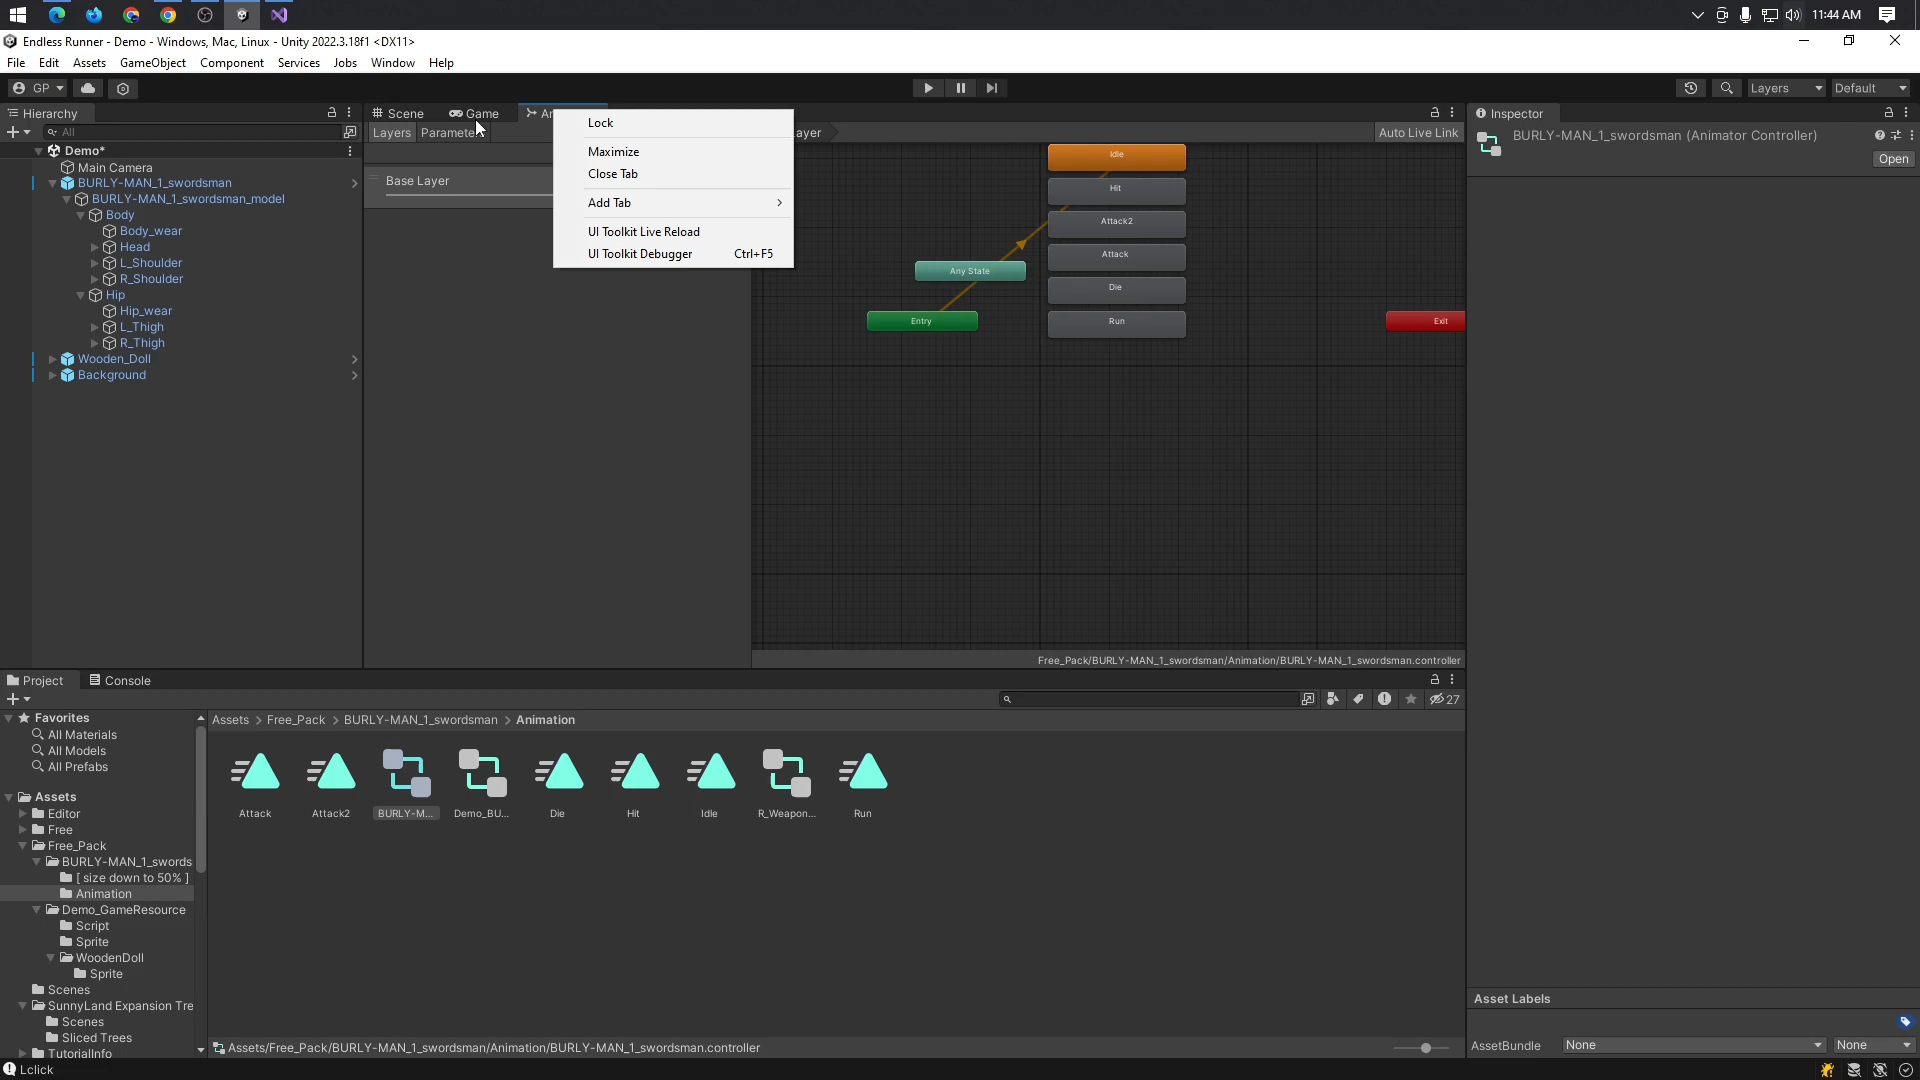 11:44 AM
Endless Runner - Demo - Windows, Mac, Linux - Unity 2022.3.18f1 <DX11>
File Edit Assets GameObject Component Services Jobs Window Help
GP
Layers
Default
Hierarchy
All
Demo*
Main Camera
BURLY-MAN_1_swordsman
BURLY-MAN_1_swordsman_model
Body
Body_wear
Head
L_Shoulder
R_Shoulder
Hip
Hip_wear
L_Thigh
R_Thigh
Wooden_Doll
Background
Scene
Game
Layers
Base Layer
Lock
Maximize
Close Tab
Add Tab
UI Toolkit Live Reload
UI Toolkit Debugger Ctrl+F5
Auto Live Link
Idle
Hit
Attack2
Attack
Die
Run
Any State
Entry
Exit
Free_Pack/BURLY-MAN_1_swordsman/Animation/BURLY-MAN_1_swordsman.controller
Inspector
BURLY-MAN_1_swordsman (Animator Controller)
Open
Project
Console
27
Favorites
All Materials
All Models
All Prefabs
Assets
Editor
Free
Free_Pack
BURLY-MAN_1_swords
[ size down to 50% ]
Animation
Demo_GameResource
Script
Sprite
WoodenDoll
Sprite
Scenes
SunnyLand Expansion Tre
Scenes
Sliced Trees
TutorialInfo
Assets > Free_Pack > BURLY-MAN_1_swordsman > Animation
Attack
Attack2
BURLY-M...
Demo_BU...
Die
Hit
Idle
R_Weapon...
Run
Assets/Free_Pack/BURLY-MAN_1_swordsman/Animation/BURLY-MAN_1_swordsman.controller
Asset Labels
AssetBundle
None
None
Lclick